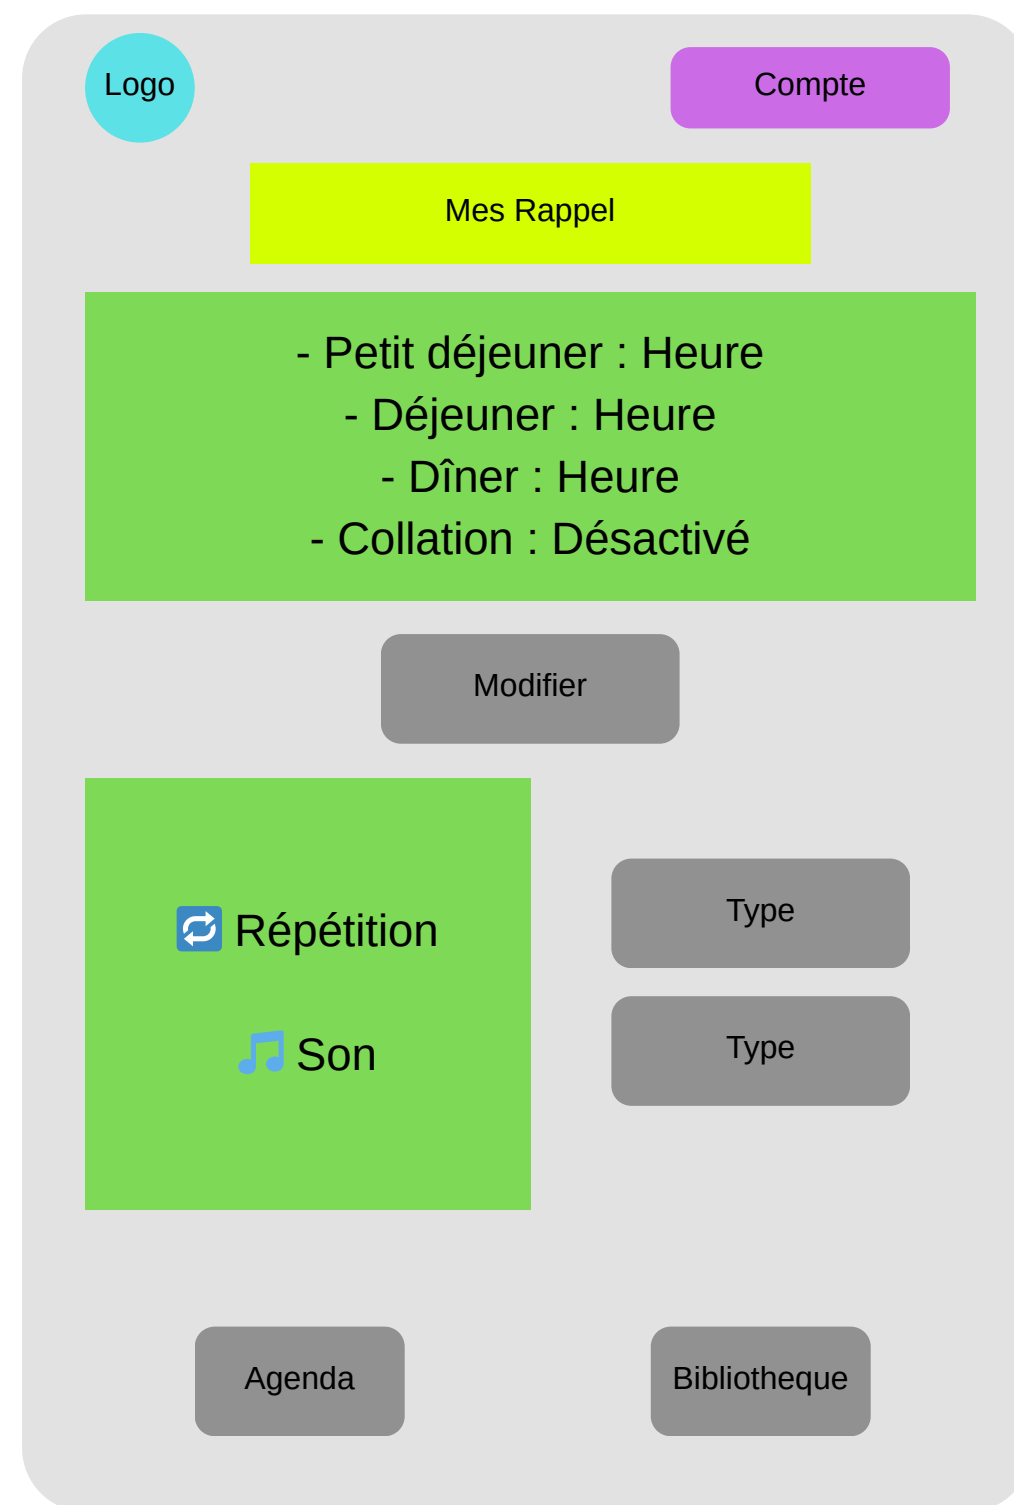 Logo
Compte
Mes Rappel
- Petit déjeuner : Heure
- Déjeuner : Heure
- Dîner : Heure
- Collation : Désactivé
Modifier
🔁 Répétition
Type
🎵 Son
Type
Agenda
Bibliotheque